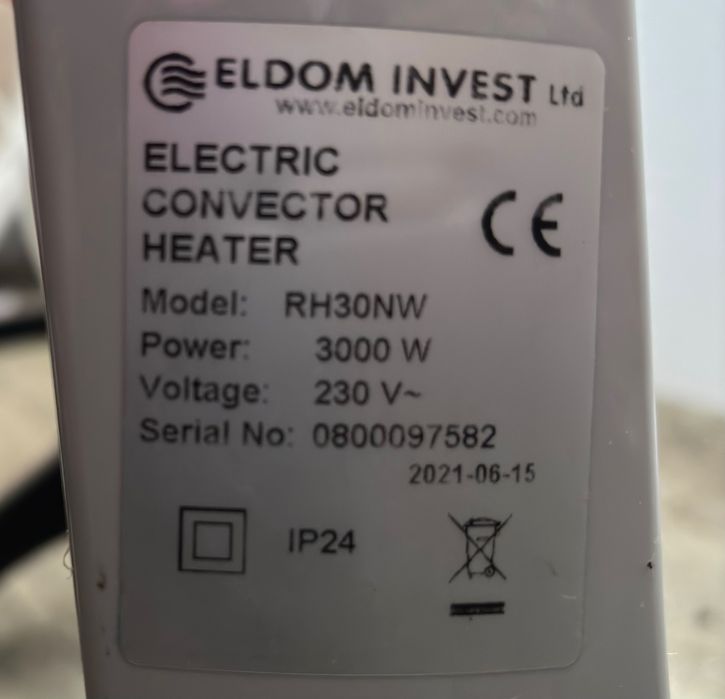 ELDOM INVEST Ltd
www.eldominvest.com
ELECTRIC
CONVECTOR
HEATER
CE
Model: RH30NW
Power: 3000 W
Voltage: 230 V~
Serial No: 0800097582
2021-06-15
IP24